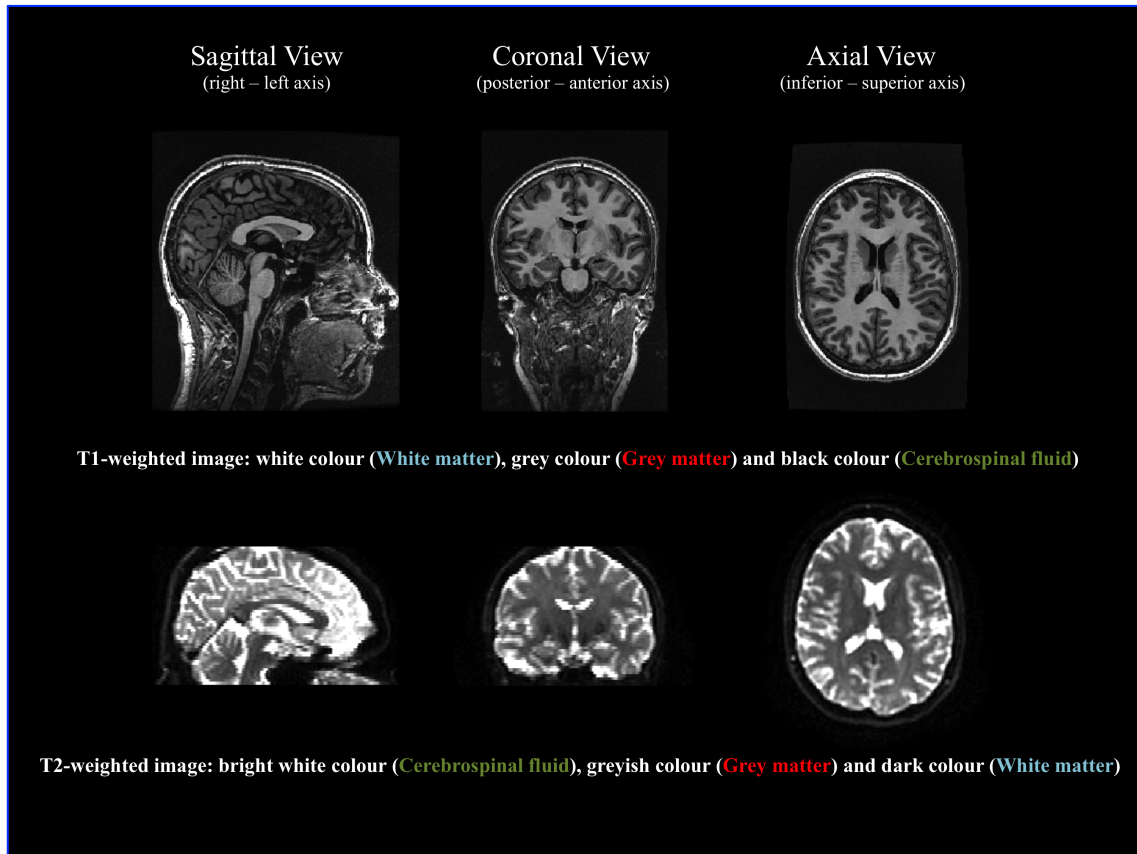 Sagittal View
(right – left axis)
Coronal View
(posterior – anterior axis)
Axial View
(inferior – superior axis)
T1-weighted image: white colour (White matter), grey colour (Grey matter) and black colour (Cerebrospinal fluid)
T2-weighted image: bright white colour (Cerebrospinal fluid), greyish colour (Grey matter) and dark colour (White matter)